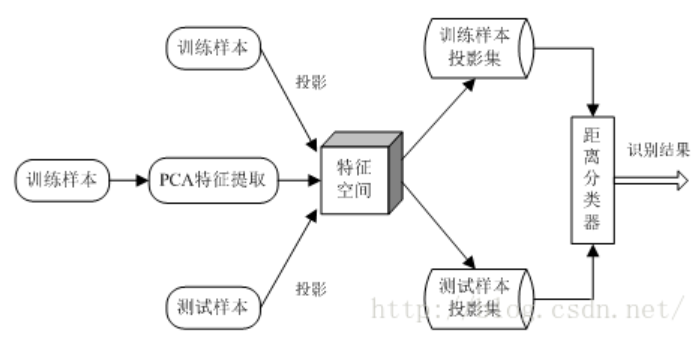 训练样本
投影
训练样本
投影集
训练样本
PCA特征提取
特征
空间
距
离
分
类
器
识别结果
测试样本
投影
测试样本
投影集
http://blog.csdn.net/